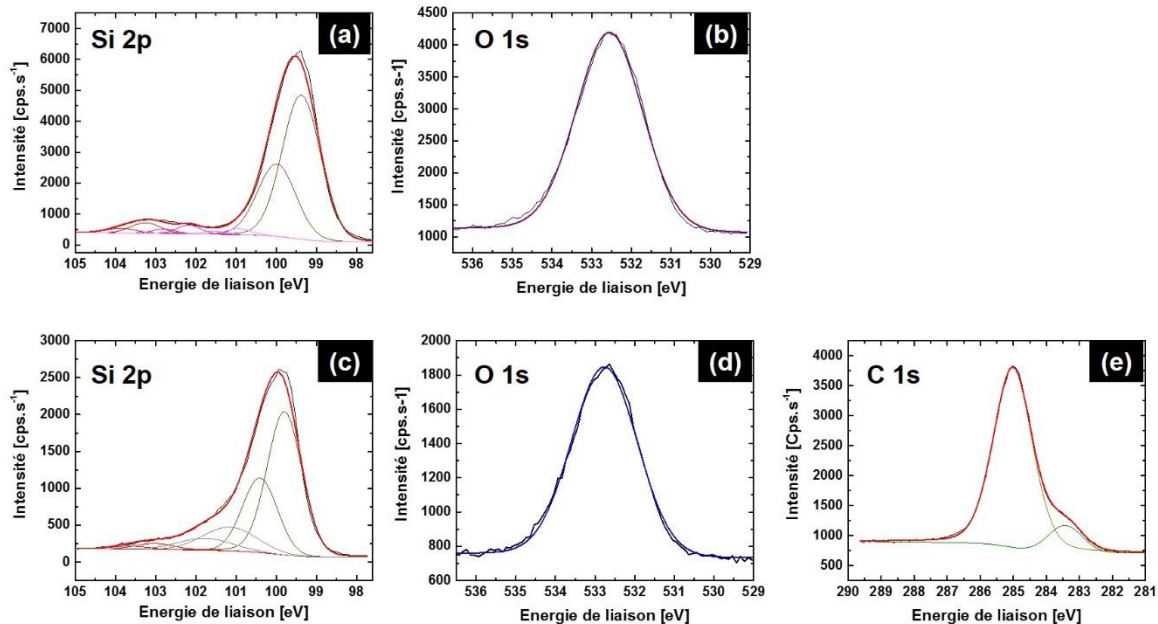 Si 2p
(a)
Intensité [cps.s⁻¹]
7000
6000
5000
4000
3000
2000
1000
0
105 104 103 102 101 100 99 98
Energie de liaison [eV]
O 1s
(b)
Intensité [cps.s-1]
4500
4000
3500
3000
2500
2000
1500
1000
536 535 534 533 532 531 530 529
Energie de liaison [eV]
Si 2p
(c)
Intensité [cps.s⁻¹]
3000
2500
2000
1500
1000
500
0
105 104 103 102 101 100 99 98
Energie de liaison [eV]
O 1s
(d)
Intensité [cps.s-1]
2000
1800
1600
1400
1200
1000
800
600
536 535 534 533 532 531 530 529
Energie de liaison [eV]
C 1s
(e)
Intensité [Cps.s⁻¹]
4000
3500
3000
2500
2000
1500
1000
500
290 289 288 287 286 285 284 283 282 281
Energie de liaison [eV]